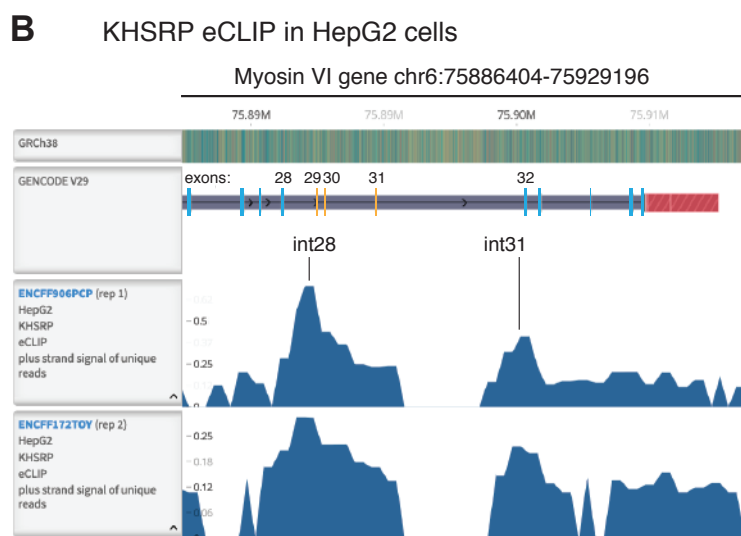 B KHSRP eCLIP in HepG2 cells
Myosin VI gene chr6:75886404-75929196
75.89M 75.89M 75.90M 75.91M
GRCh38
GENCODE V29
exons: 28 29 30 31 32
int28 int31
ENCFF906PCP (rep 1)
HepG2
KHSRP
eCLIP
plus strand signal of unique
reads
0.5
0.25
0
ENCFF172TOY (rep 2)
HepG2
KHSRP
eCLIP
plus strand signal of unique
reads
0.25
0.18
0.12
0.06